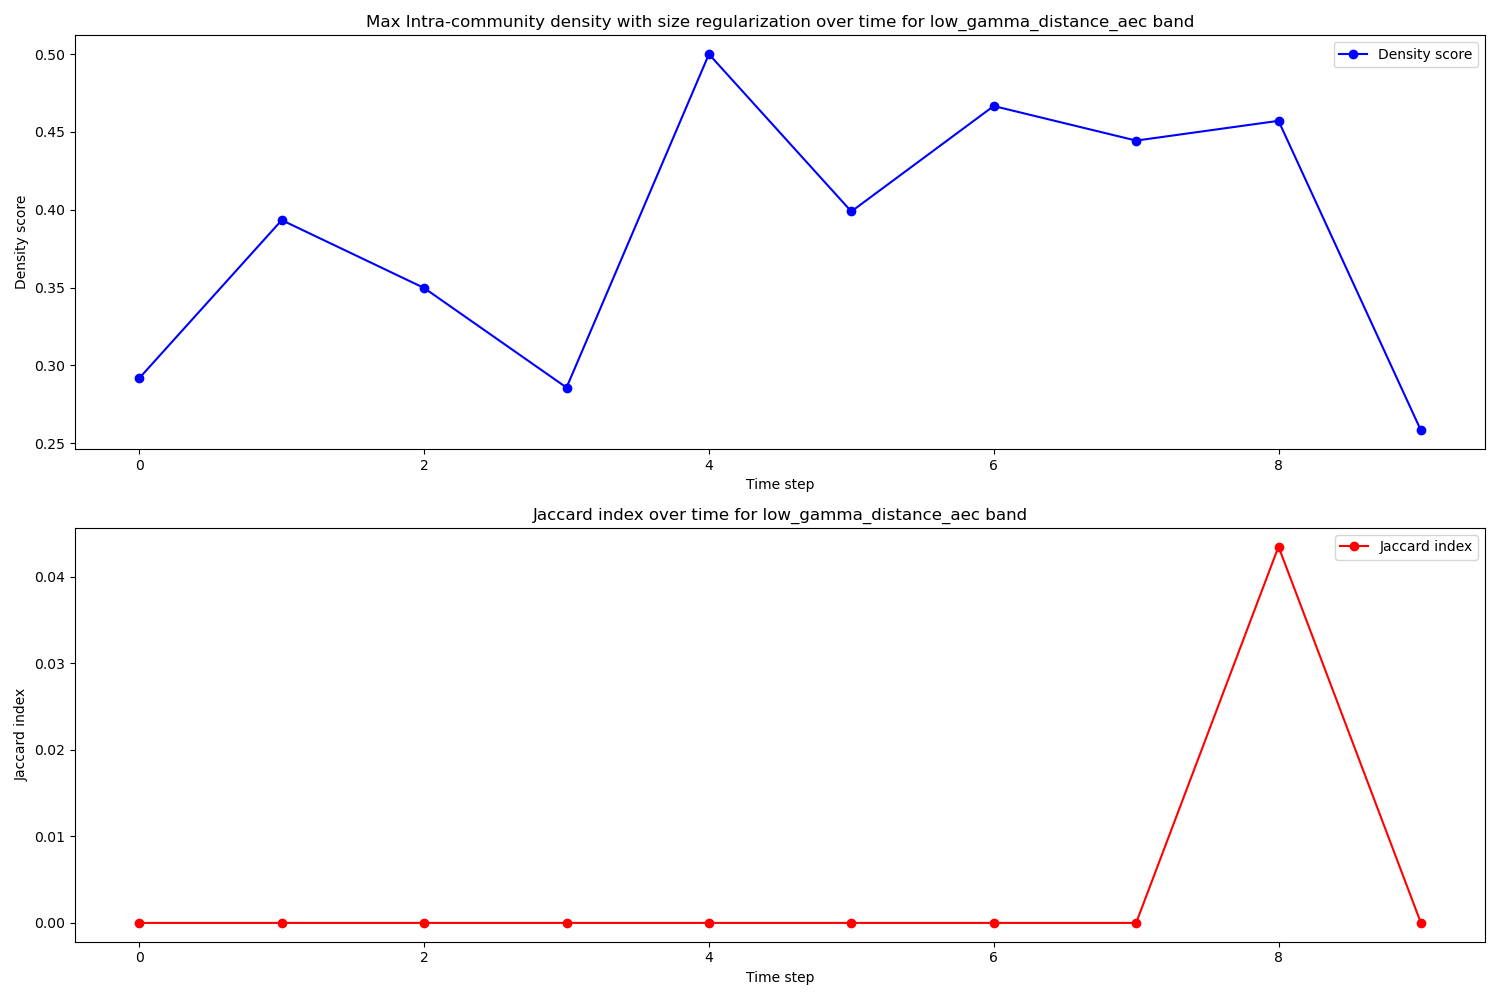 Max Intra-community density with size regularization over time for low_gamma_distance_aec band
Density score
0.50
0.45
0.40
0.35
0.30
0.25
Density score
0 2 4 6 8
Time step
Jaccard index over time for low_gamma_distance_aec band
Jaccard index
0.04
0.03
0.02
0.01
0.00
Jaccard index
0 2 4 6 8
Time step